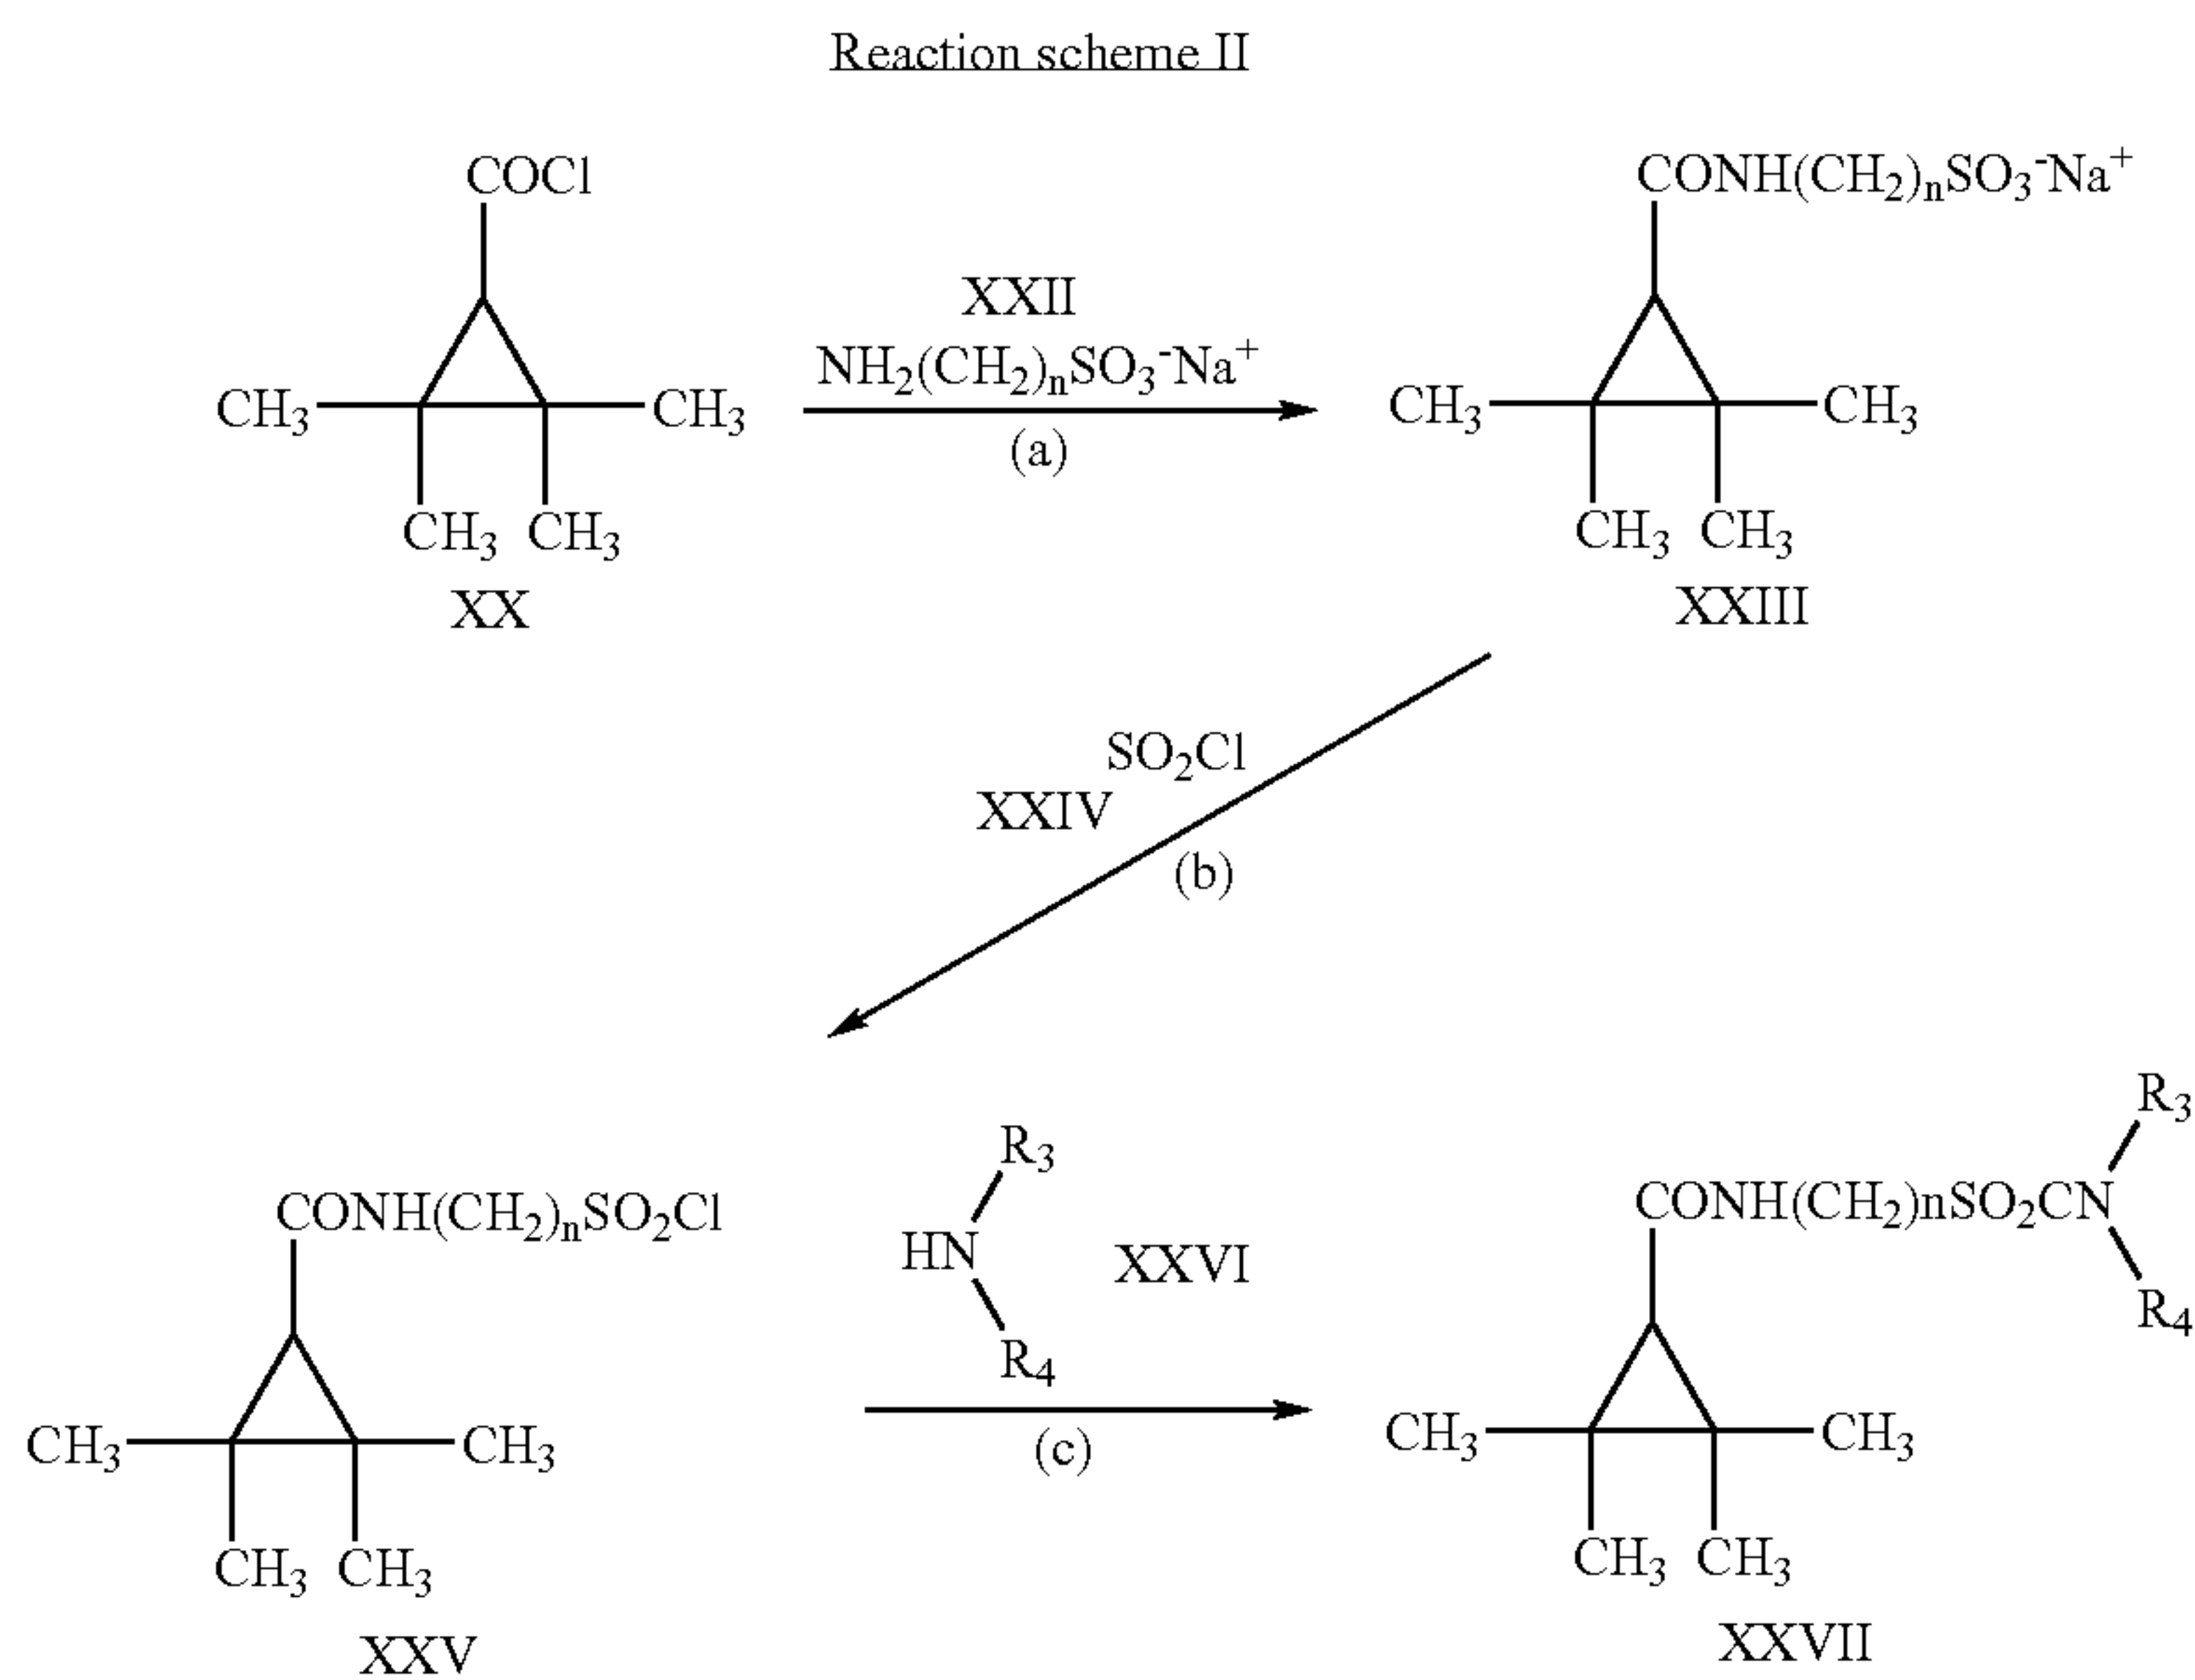 Reaction scheme II
COCl
CH₃
CH₃
CH₃ CH₃
XX
XXII
NH₂(CH₂)ₙSO₃⁻Na⁺
(a)
CONH(CH₂)ₙSO₃⁻Na⁺
CH₃
CH₃
CH₃ CH₃
XXIII
SO₂Cl
XXIV
(b)
CONH(CH₂)ₙSO₂Cl
CH₃
CH₃
CH₃ CH₃
XXV
R₃
HN
XXVI
R₄
(c)
R₃
CONH(CH₂)nSO₂CN
R₄
CH₃
CH₃
CH₃ CH₃
XXVII